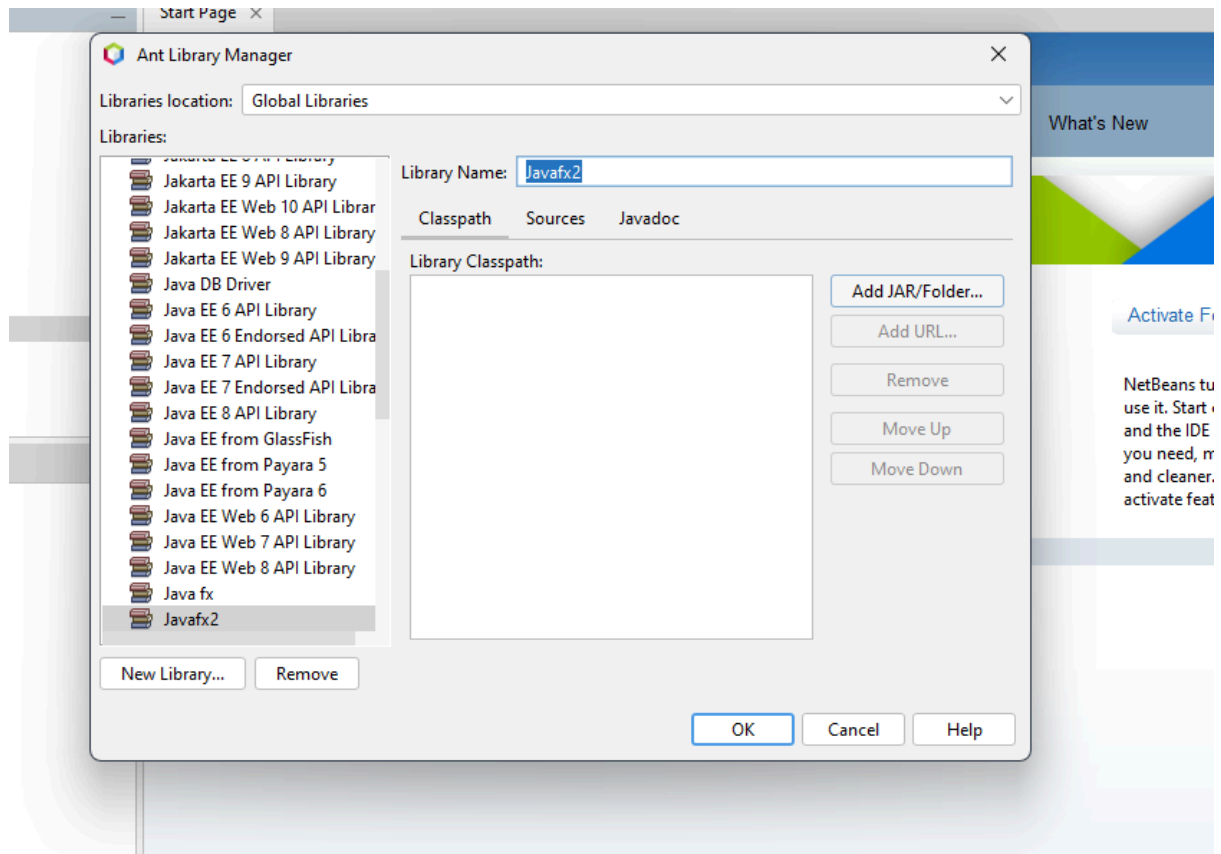 Start Page
Ant Library Manager
Libraries location: Global Libraries
What's New
Libraries:
Jakarta EE 9 API Library
Jakarta EE Web 10 API Librar
Jakarta EE Web 8 API Library
Jakarta EE Web 9 API Library
Java DB Driver
Java EE 6 API Library
Java EE 6 Endorsed API Libra
Java EE 7 API Library
Java EE 7 Endorsed API Libra
Java EE 8 API Library
Java EE from GlassFish
Java EE from Payara 5
Java EE from Payara 6
Java EE Web 6 API Library
Java EE Web 7 API Library
Java EE Web 8 API Library
Java fx
Javafx2
New Library... Remove
Library Name: Javafx2
Classpath Sources Javadoc
Library Classpath:
Add JAR/Folder...
Add URL...
Remove
Move Up
Move Down
OK Cancel Help
Activate
NetBeans
use it. Start
and the IDE
you need,
and cleaner.
activate